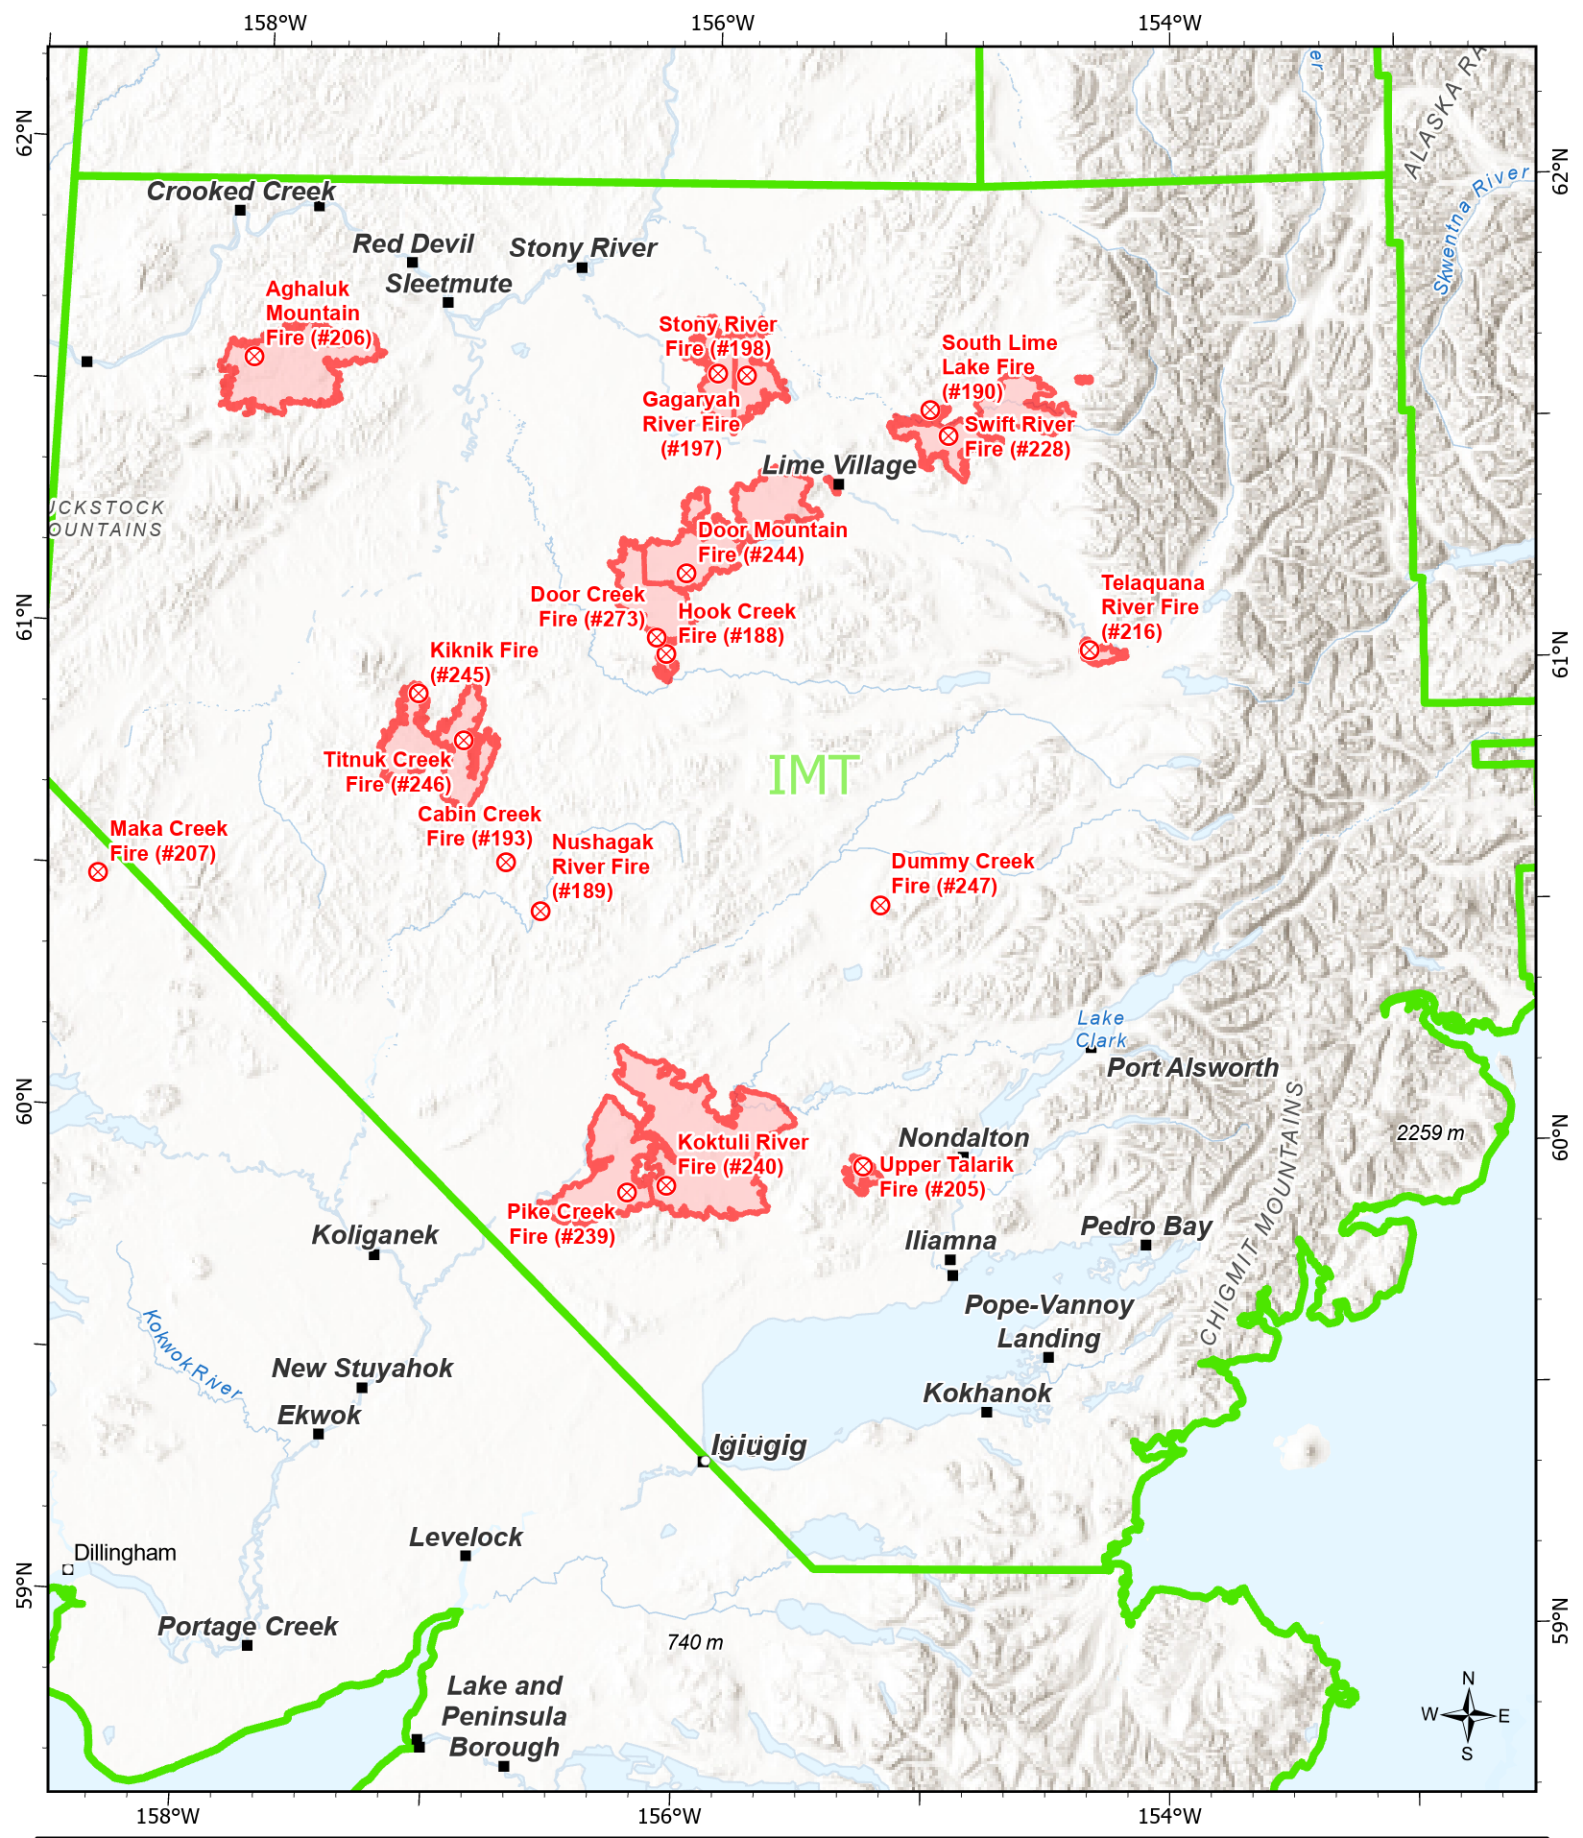 158°W
156°W
154°W
62°N
62°N
ALASKA RA
er
Skwentna River
Crooked Creek
Red Devil
Stony River
Sleetmute
Aghaluk
Mountain
Fire (#206)
Stony River
Fire (#198)
South Lime
Lake Fire
(#190)
Gagaryah
River Fire
(#197)
Swift River
Fire (#228)
Lime Village
UCKSTOCK
OUNTAINS
Door Mountain
Fire (#244)
Telaquana
River Fire
(#216)
Door Creek
Fire (#273)
Hook Creek
Fire (#188)
61°N
61°N
Kiknik Fire
(#245)
Titnuk Creek
Fire (#246)
IMT
Cabin Creek
Fire (#193)
Maka Creek
Fire (#207)
Nushagak
River Fire
(#189)
Dummy Creek
Fire (#247)
Lake
Clark
Port Alsworth
60°N
60°N
2259 m
Nondalton
Koktuli River
Fire (#240)
Upper Talarik
Fire (#205)
Pike Creek
Fire (#239)
Koliganek
Iliamna
Pedro Bay
CHIGMIT MOUNTAINS
Pope-Vannoy
Landing
Kokwok River
New Stuyahok
Kokhanok
Ekwok
Igiugig
Levelock
Dillingham
59°N
59°N
Portage Creek
740 m
Lake and
Peninsula
Borough
N
W
E
S
158°W
156°W
154°W